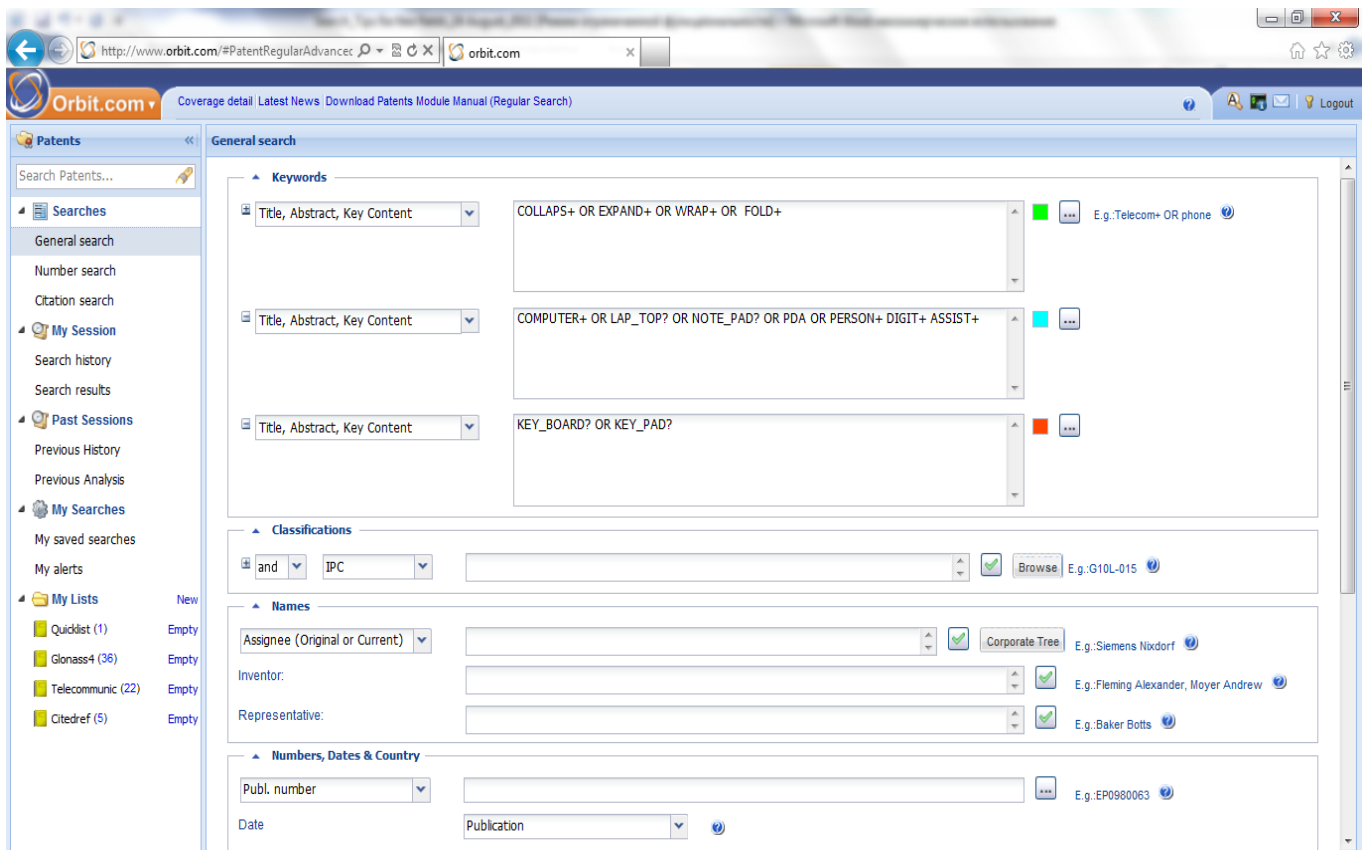 http://www.orbit.com/#PatentRegularAdvancec
orbit.com
Orbit.com
Coverage detail Latest News Download Patents Module Manual (Regular Search)
Logout
Patents
General search
Search Patents...
Searches
General search
Number search
Citation search
My Session
Search history
Search results
Past Sessions
Previous History
Previous Analysis
My Searches
My saved searches
My alerts
My Lists New
Quicklist (1) Empty
Glonass4 (36) Empty
Telecommunic (22) Empty
Citedref (5) Empty
Keywords
Title, Abstract, Key Content COLLAPS+ OR EXPAND+ OR WRAP+ OR FOLD+ ... E.g.:Telecom+ OR phone
Title, Abstract, Key Content COMPUTER+ OR LAP_TOP? OR NOTE_PAD? OR PDA OR PERSON+ DIGIT+ ASSIST+ ...
Title, Abstract, Key Content KEY_BOARD? OR KEY_PAD? ...
Classifications
and IPC Browse E.g.:G10L-015
Names
Assignee (Original or Current) Corporate Tree E.g.:Siemens Nixdorf
Inventor: E.g.:Fleming Alexander, Moyer Andrew
Representative: E.g.:Baker Botts
Numbers, Dates & Country
Publ. number ... E.g.:EP0980063
Date Publication